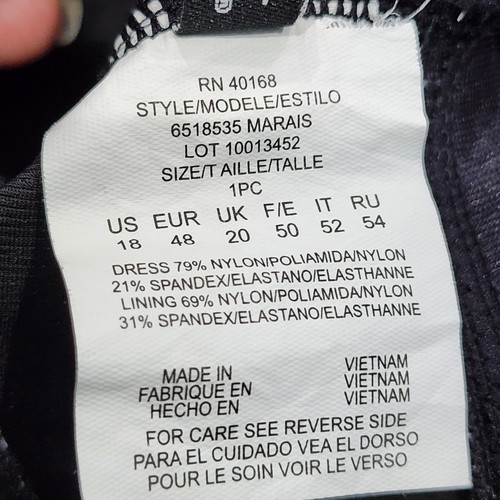 RN 40168
STYLE/MODELE/ESTILO
6518535 MARAIS
LOT 10013452
SIZE/T AILLE/TALLE
1PC
US EUR UK F/E IT RU
18 48 20 50 52 54
DRESS 79% NYLON/POLIAMIDA/NYLON
21% SPANDEX/ELASTANO/ELASTHANNE
LINING 69% NYLON/POLIAMIDA/NYLON
31% SPANDEX/ELASTANO/ELASTHANNE
MADE IN VIETNAM
FABRIQUE EN VIETNAM
HECHO EN VIETNAM
FOR CARE SEE REVERSE SIDE
PARA EL CUIDADO VEA EL DORSO
POUR LE SOIN VOIR LE VERSO